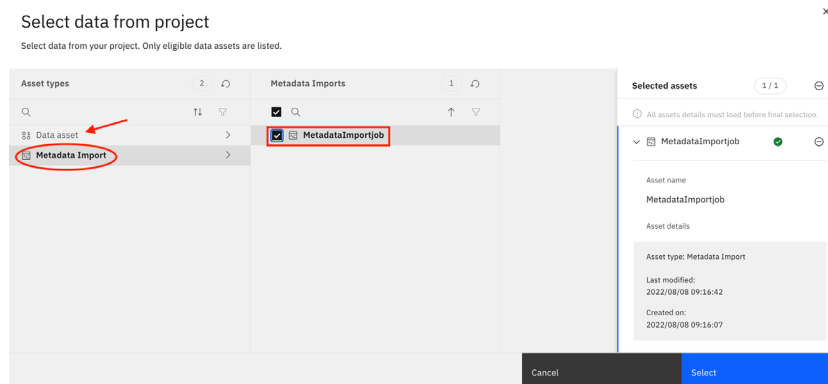 Select data from project
Select data from your project. Only eligible data assets are listed.
Asset types
2
Metadata Imports
1
Selected assets
1/1
All assets details must load before final selection.
Data asset
Metadata Import
MetadataImportjob
MetadataImportjob
Asset name
MetadataImportjob
Asset details
Asset type: Metadata Import
Last modified:
2022/08/08 09:16:42
Created on:
2022/08/08 09:16:07
Cancel
Select